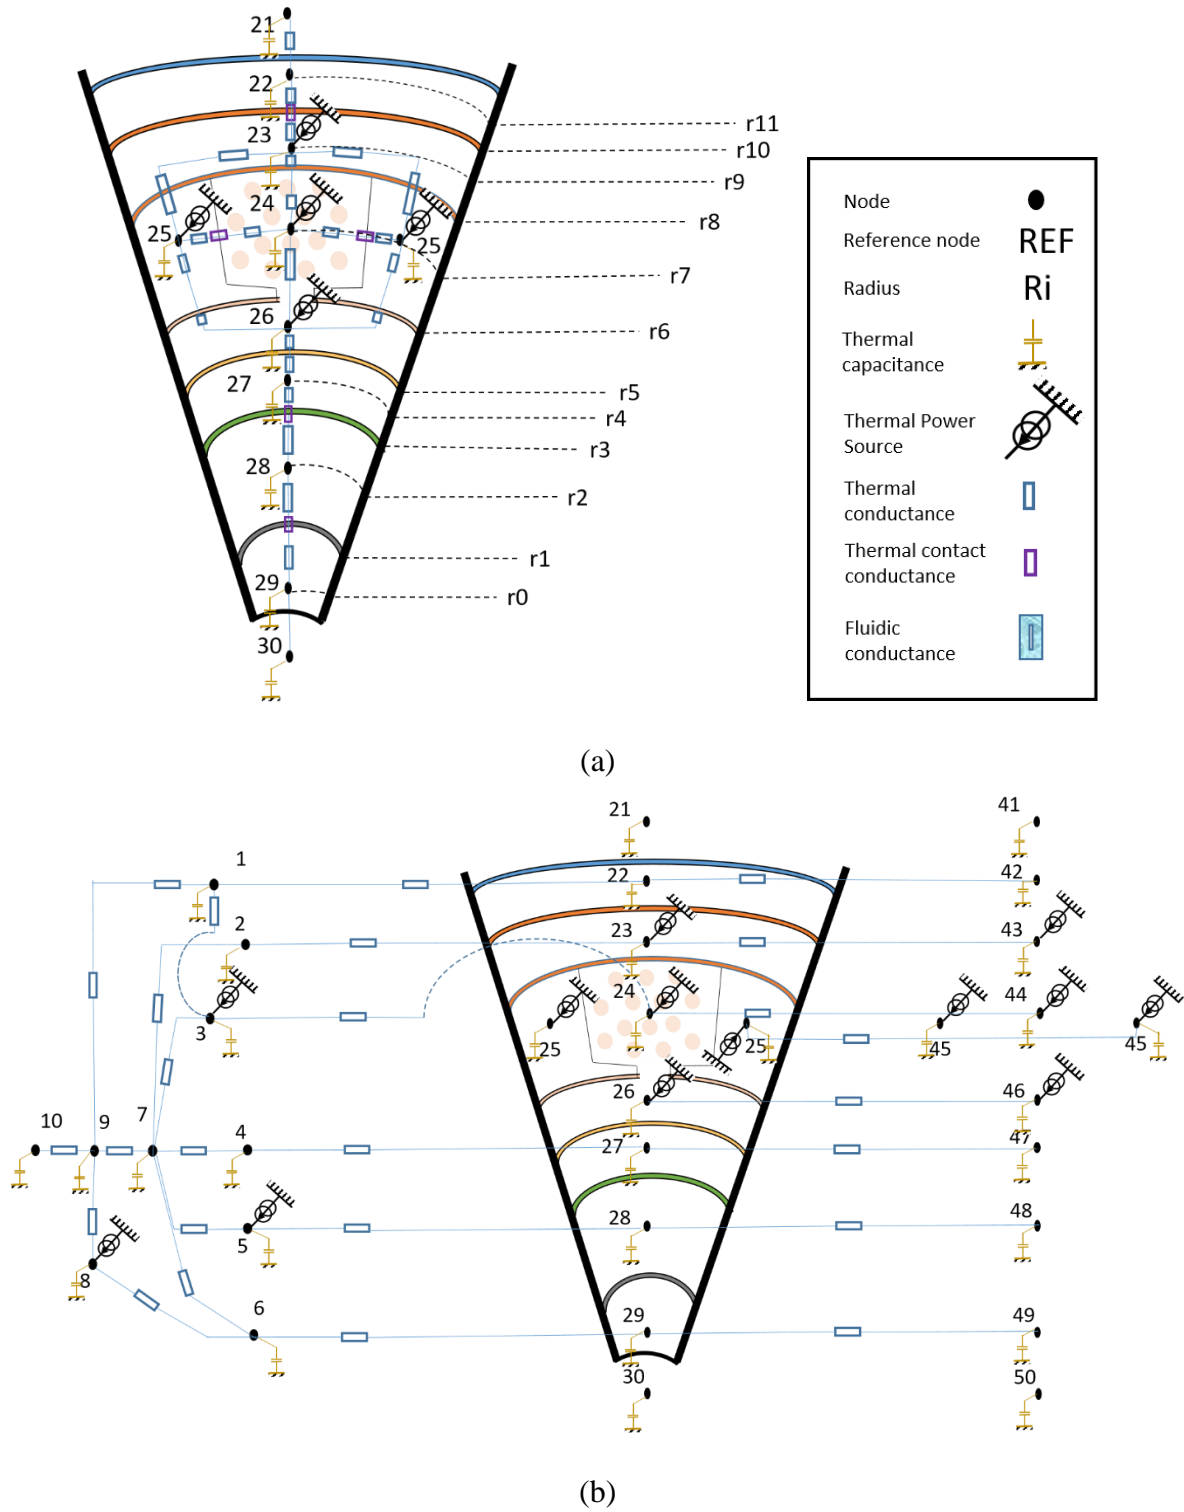 21
22
23
24
25
25
26
27
28
29
30
r11
r10
r9
r8
r7
r6
r5
r4
r3
r2
r1
r0
Node
Reference node
REF
Radius
Ri
Thermal
capacitance
Thermal Power
Source
Thermal
conductance
Thermal contact
conductance
Fluidic
conductance
(a)
21
41
1
22
42
2
23
43
3
24
44
25
25
45
45
26
46
10
9
7
4
27
47
5
28
48
8
6
29
49
30
50
(b)